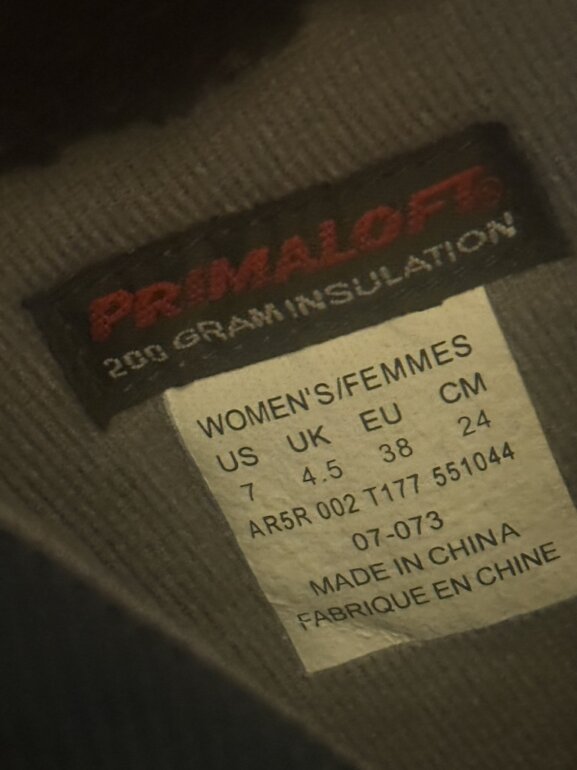 PRIMALOFT®
200 GRAM INSULATION
WOMEN'S/FEMMES
US UK EU CM
7 4.5 38 24
AR5R 002 T177 551044
07-073
MADE IN CHINA
FABRIQUE EN CHINE